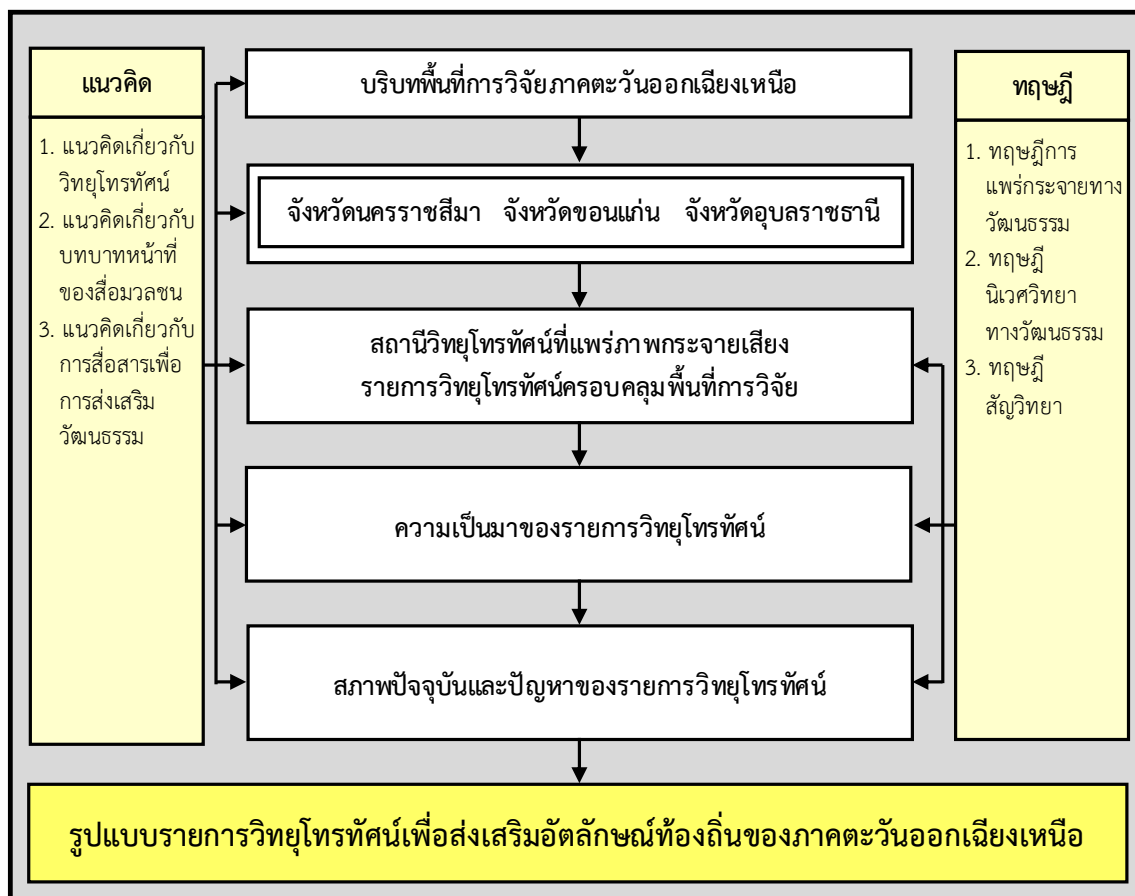 แนวคิด
1. แนวคิดเกี่ยวกับ
วิทยุโทรทัศน์
2. แนวคิดเกี่ยวกับ
บทบาทหน้าที่
ของสื่อมวลชน
3. แนวคิดเกี่ยวกับ
การสื่อสารเพื่อ
การส่งเสริม
วัฒนธรรม
บริบทพื้นที่การวิจัยภาคตะวันออกเฉียงเหนือ
จังหวัดนครราชสีมา จังหวัดขอนแก่น จังหวัดอุบลราชธานี
สถานีวิทยุโทรทัศน์ที่แพร่ภาพกระจายเสียง
รายการวิทยุโทรทัศน์ครอบคลุมพื้นที่การวิจัย
ความเป็นมาของรายการวิทยุโทรทัศน์
สภาพปัจจุบันและปัญหาของรายการวิทยุโทรทัศน์
ทฤษฎี
1. ทฤษฎีการ
แพร่กระจายทาง
วัฒนธรรม
2. ทฤษฎี
นิเวศวิทยา
ทางวัฒนธรรม
3. ทฤษฎี
สัญวิทยา
รูปแบบรายการวิทยุโทรทัศน์เพื่อส่งเสริมอัตลักษณ์ท้องถิ่นของภาคตะวันออกเฉียงเหนือ